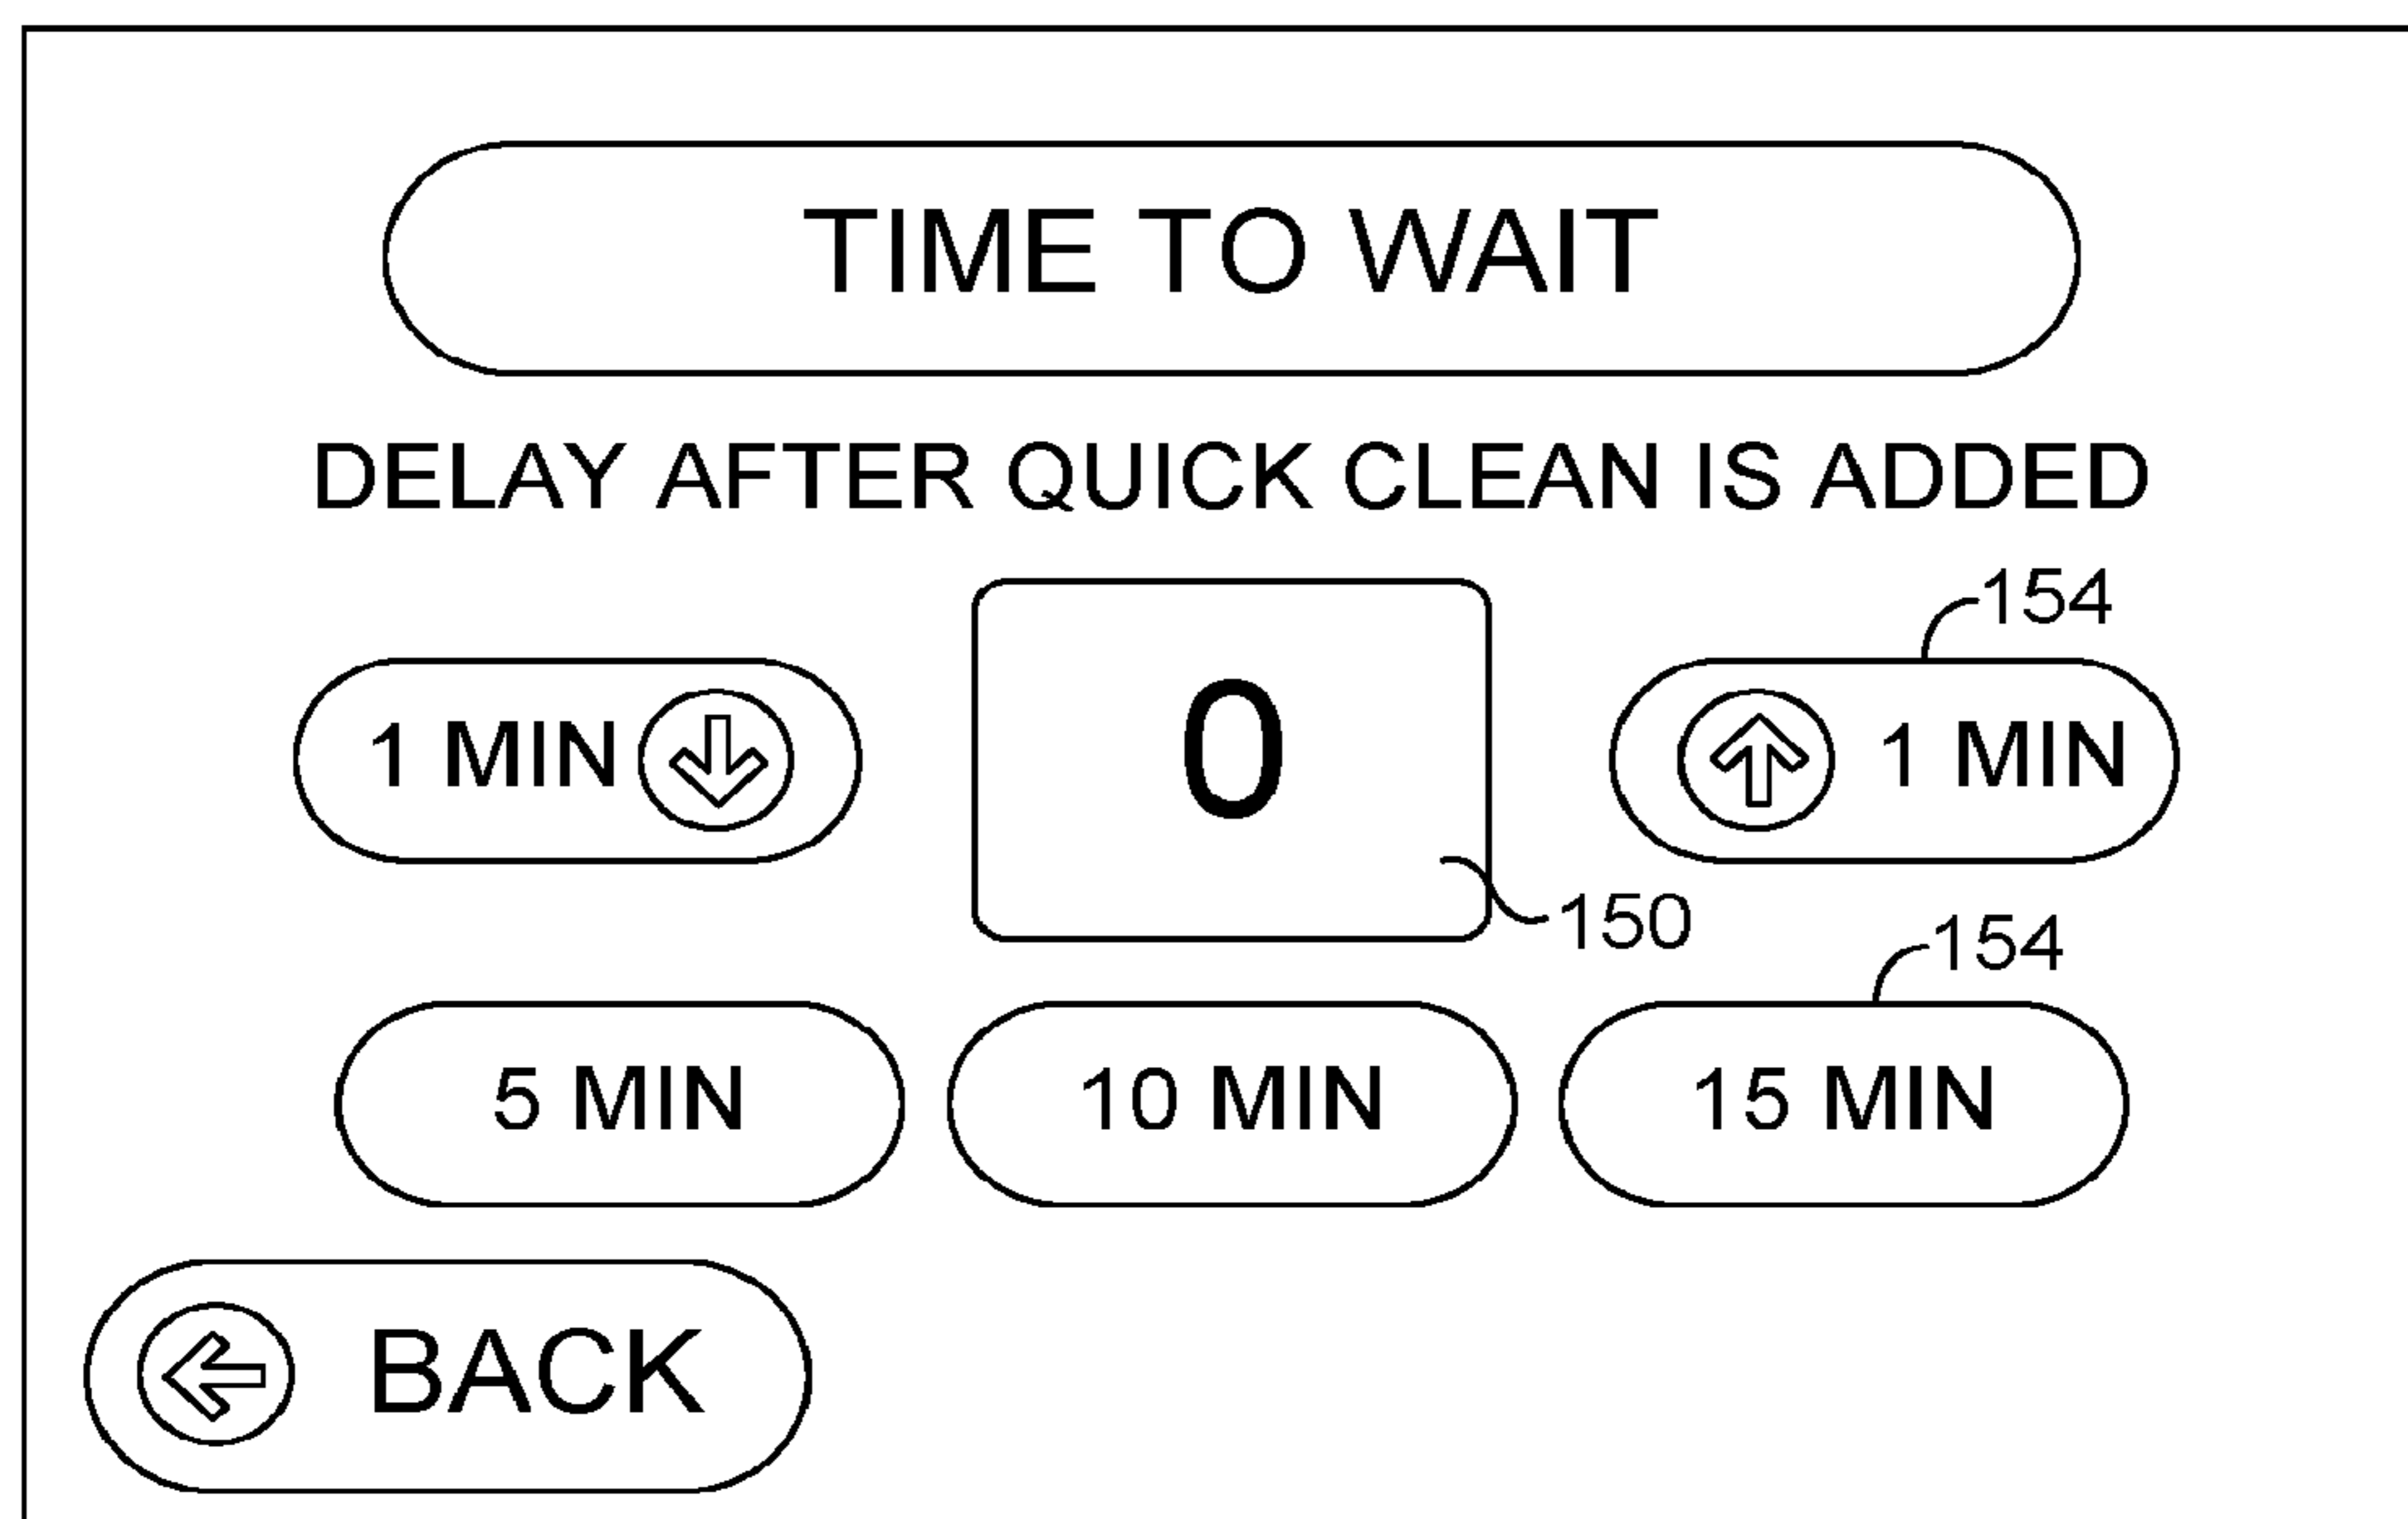 TIME TO WAIT
DELAY AFTER QUICK CLEAN IS ADDED
154
1 MIN
0
1 MIN
150
154
5 MIN
10 MIN
15 MIN
BACK